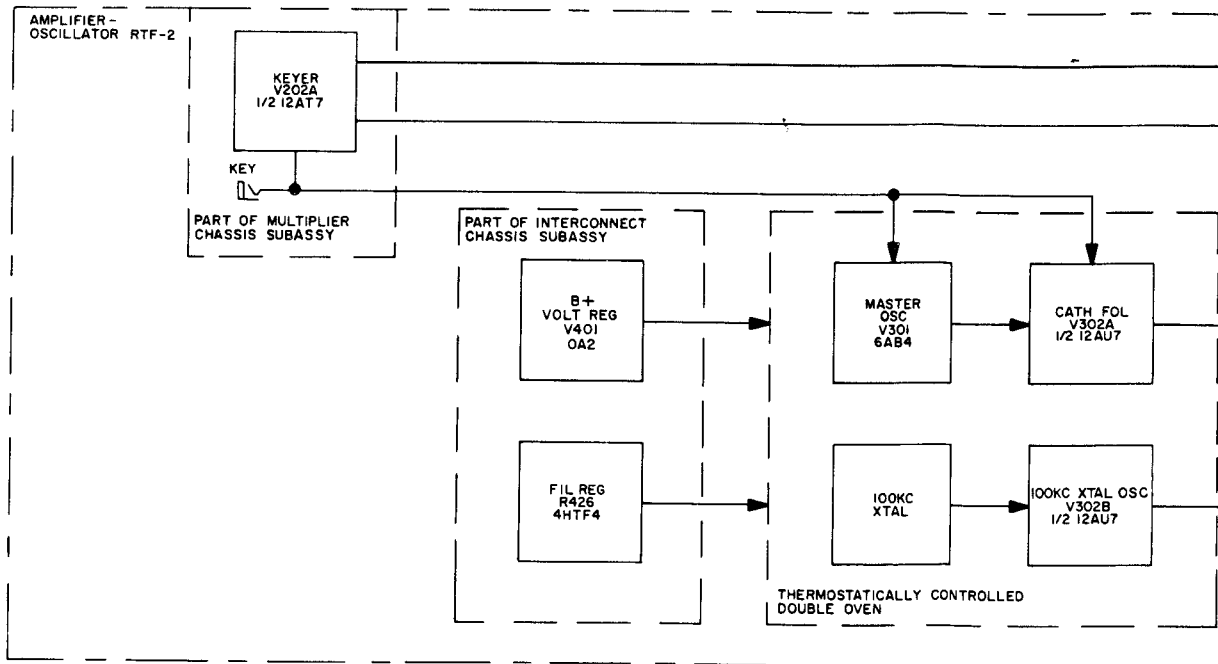 AMPLIFIER-
OSCILLATOR RTF-2
KEYER
V202A
1/2 12AT7
KEY
PART OF MULTIPLIER
CHASSIS SUBASSY
PART OF INTERCONNECT
CHASSIS SUBASSY
B+
VOLT REG
V401
OA2
MASTER
OSC
V301
6AB4
CATH FOL
V302A
1/2 12AU7
FIL REG
R426
4HTF4
100KC
XTAL
100KC XTAL OSC
V302B
1/2 12AU7
THERMOSTATICALLY CONTROLLED
DOUBLE OVEN